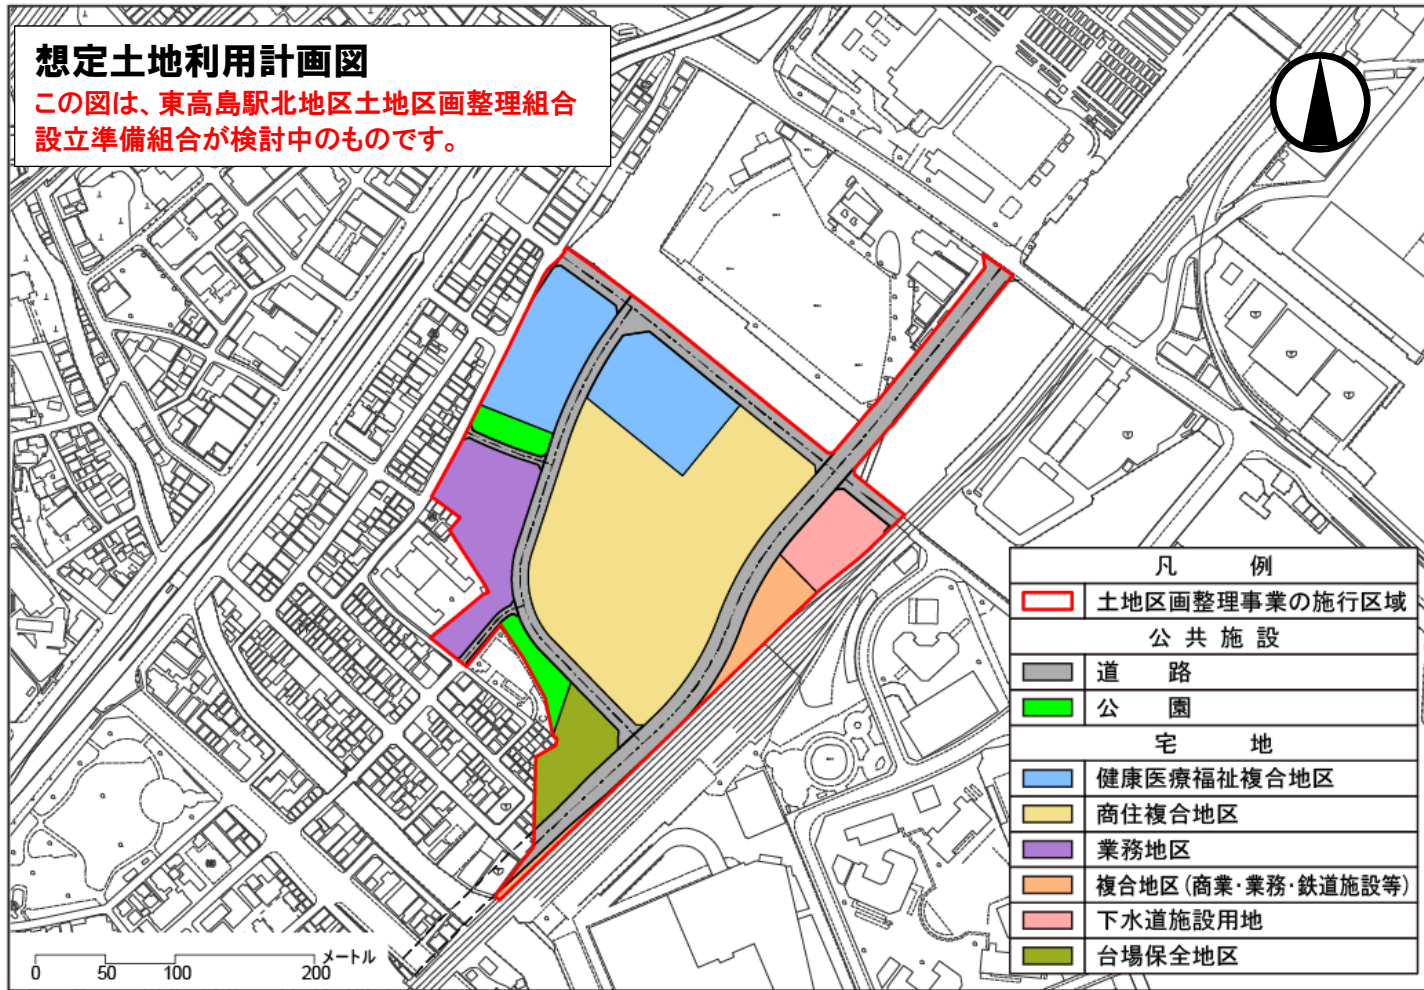 想定土地利用計画図
この図は、東高島駅北地区土地区画整理組合
設立準備組合が検討中のものです。
凡例
土地区画整理事業の施行区域
公共施設
道路
公園
宅地
健康医療福祉複合地区
商住複合地区
業務地区
複合地区(商業・業務・鉄道施設等)
下水道施設用地
台場保全地区
0 50 100 200 メートル